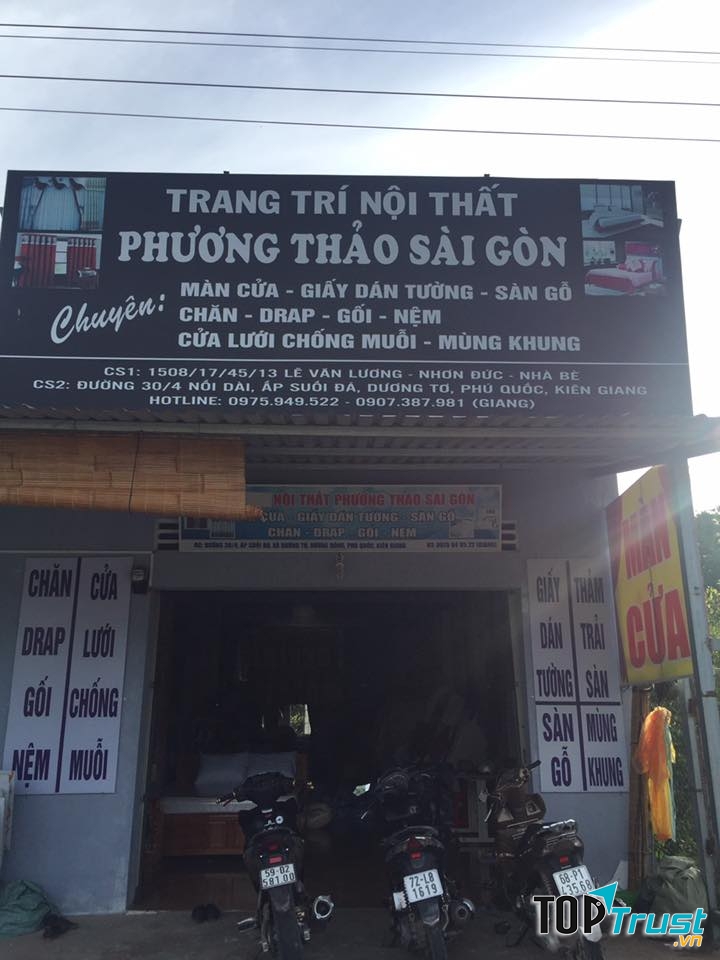 TRANG TRÍ NỘI THẤT
PHƯƠNG THẢO SÀI GÒN
Chuyên:
MÀN CỬA - GIẤY DÁN TƯỜNG - SÀN GỖ
CHĂN - DRAP - GỐI - NỆM
CỬA LƯỚI CHỐNG MUỖI - MÙNG KHUNG
CS1: 1508/17/45/13 LÊ VĂN LƯƠNG - NHƠN ĐỨC - NHÀ BÈ
CS2: ĐƯỜNG 30/4 NỐI DÀI, ẤP SUỐI ĐÁ, DƯƠNG TƠ, PHÚ QUỐC, KIÊN GIANG
HOTLINE: 0975.949.522 - 0907.387.981 (GIANG)
NỘI THẤT PHƯƠNG THẢO SÀI GÒN
CỬA - GIẤY DÁN TƯỜNG - SÀN GỖ
CHĂN - DRAP - GỐI - NỆM
CHĂN
DRAP
GỐI
NỆM
CỬA
LƯỚI
CHỐNG
MUỖI
GIẤY
DÁN
TƯỜNG
SÀN
GỖ
THẢM
TRẢI
SÀN
MÙNG
KHUNG
MÀN
CỬA
59-D2
581 00
72-L8
1619
68-P1
435 68
TOPTrust
.vn